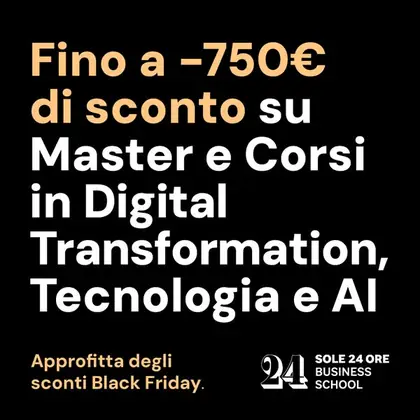 Fino a -750€
di sconto su
Master e Corsi
in Digital
Transformation,
Tecnologia e AI
Approfitta degli
sconti Black Friday.
24
SOLE 24 ORE
BUSINESS
SCHOOL